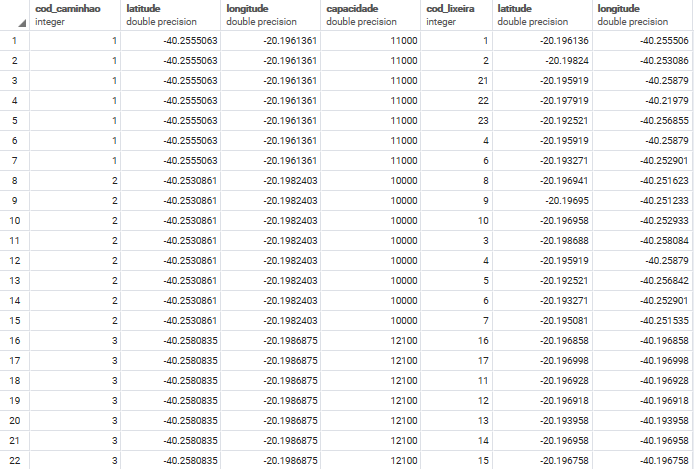 cod_caminhao latitude longitude capacidade cod_lixeira latitude longitude
integer double precision double precision double precision integer double precision double precision
1 1 -40.2555063 -20.1961361 11000 1 -20.196136 -40.255506
2 1 -40.2555063 -20.1961361 11000 2 -20.19824 -40.253086
3 1 -40.2555063 -20.1961361 11000 21 -20.195919 -40.25879
4 1 -40.2555063 -20.1961361 11000 22 -20.197919 -40.21979
5 1 -40.2555063 -20.1961361 11000 23 -20.192521 -40.256855
6 1 -40.2555063 -20.1961361 11000 4 -20.195919 -40.25879
7 1 -40.2555063 -20.1961361 11000 6 -20.193271 -40.252901
8 2 -40.2530861 -20.1982403 10000 8 -20.196941 -40.251623
9 2 -40.2530861 -20.1982403 10000 9 -20.19695 -40.251233
10 2 -40.2530861 -20.1982403 10000 10 -20.196958 -40.252933
11 2 -40.2530861 -20.1982403 10000 3 -20.198688 -40.258084
12 2 -40.2530861 -20.1982403 10000 4 -20.195919 -40.25879
13 2 -40.2530861 -20.1982403 10000 5 -20.192521 -40.256842
14 2 -40.2530861 -20.1982403 10000 6 -20.193271 -40.252901
15 2 -40.2530861 -20.1982403 10000 7 -20.195081 -40.251535
16 3 -40.2580835 -20.1986875 12100 16 -20.196858 -40.196858
17 3 -40.2580835 -20.1986875 12100 17 -20.196998 -40.196998
18 3 -40.2580835 -20.1986875 12100 11 -20.196928 -40.196928
19 3 -40.2580835 -20.1986875 12100 12 -20.196918 -40.196918
20 3 -40.2580835 -20.1986875 12100 13 -20.193958 -40.193958
21 3 -40.2580835 -20.1986875 12100 14 -20.196958 -40.196958
22 3 -40.2580835 -20.1986875 12100 15 -20.196758 -40.196758